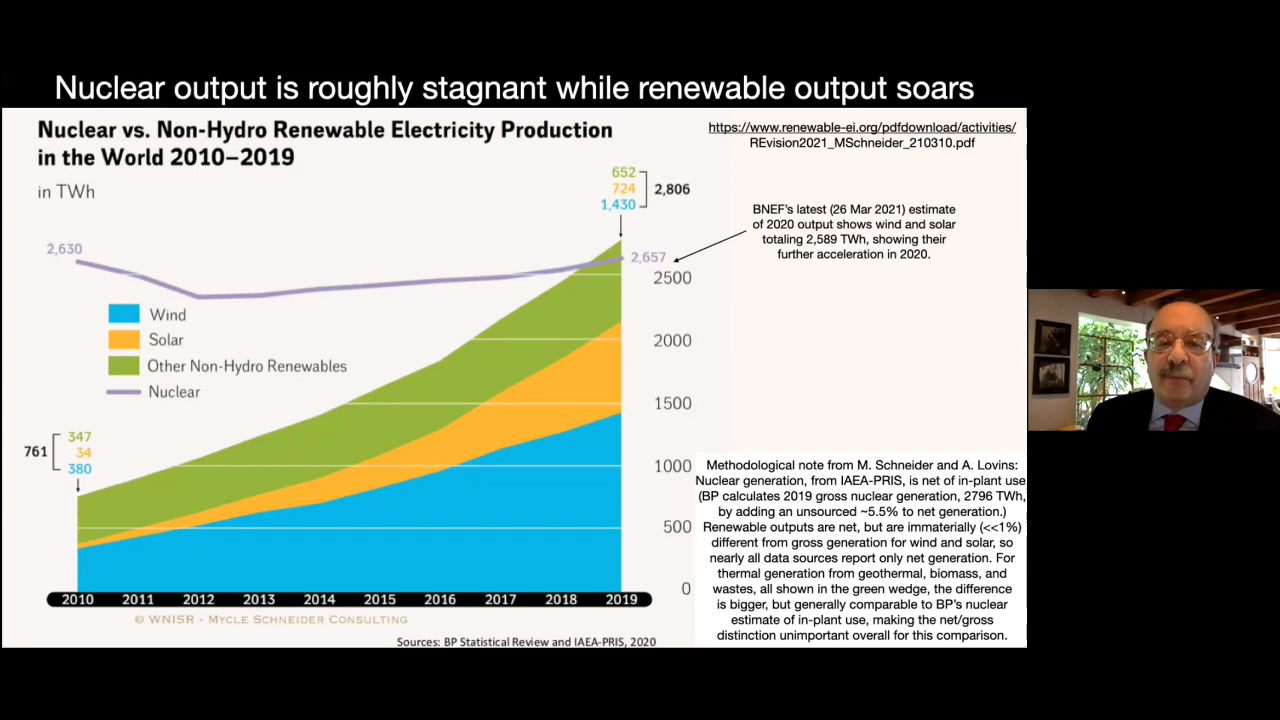 Nuclear output is roughly stagnant while renewable output soars
Nuclear vs. Non-Hydro Renewable Electricity Production
in the World 2010–2019
in TWh
https://www.renewable-ei.org/pdfdownload/activities/
REvision2021_MSchneider_210310.pdf
652
724
1,430
2,806
BNEF's latest (26 Mar 2021) estimate
of 2020 output shows wind and solar
totaling 2,589 TWh, showing their
further acceleration in 2020.
2,630
2,657
2500
2000
1500
1000
500
0
Wind
Solar
Other Non-Hydro Renewables
Nuclear
761
347
34
380
Methodological note from M. Schneider and A. Lovins:
Nuclear generation, from IAEA-PRIS, is net of in-plant use
(BP calculates 2019 gross nuclear generation, 2796 TWh,
by adding an unsourced ~5.5% to net generation.)
Renewable outputs are net, but are immaterially (<<1%)
different from gross generation for wind and solar, so
nearly all data sources report only net generation. For
thermal generation from geothermal, biomass, and
wastes, all shown in the green wedge, the difference
is bigger, but generally comparable to BP's nuclear
estimate of in-plant use, making the net/gross
distinction unimportant overall for this comparison.
2010 2011 2012 2013 2014 2015 2016 2017 2018 2019
© WNISR - Mycle Schneider Consulting
Sources: BP Statistical Review and IAEA-PRIS, 2020